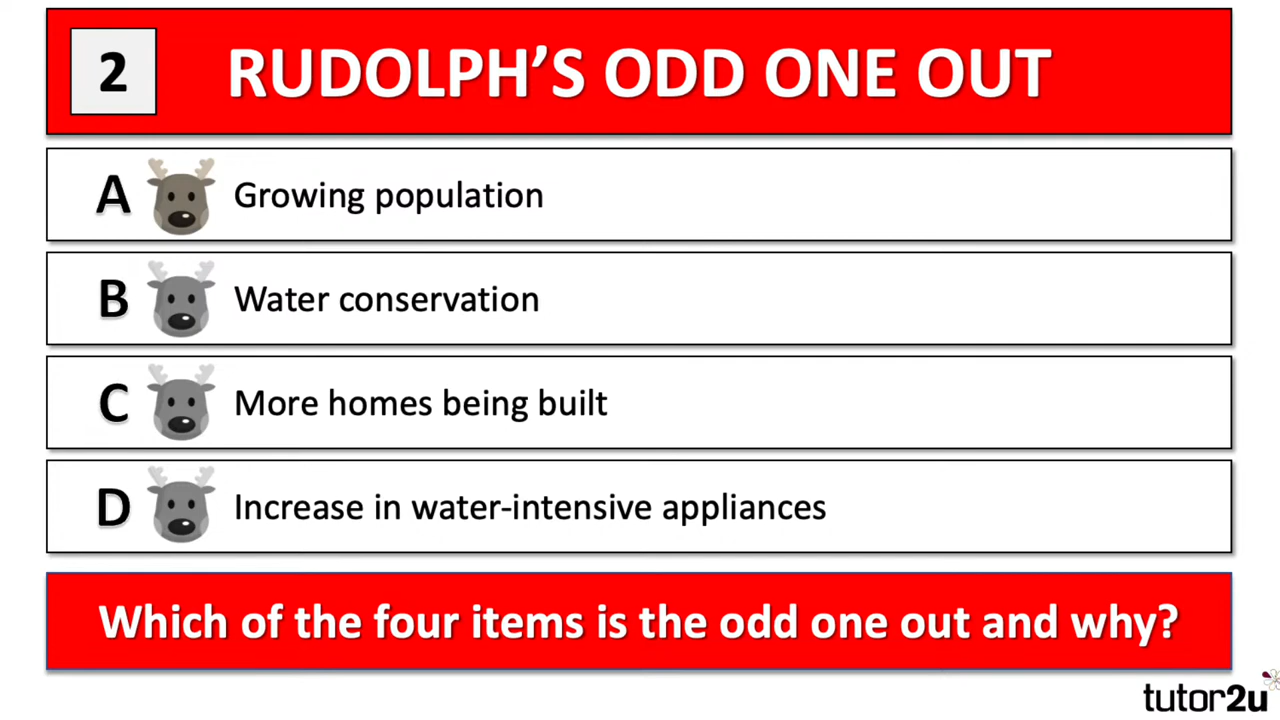 2
RUDOLPH’S ODD ONE OUT
A Growing population
B Water conservation
C More homes being built
D Increase in water-intensive appliances
Which of the four items is the odd one out and why?
tutor2u